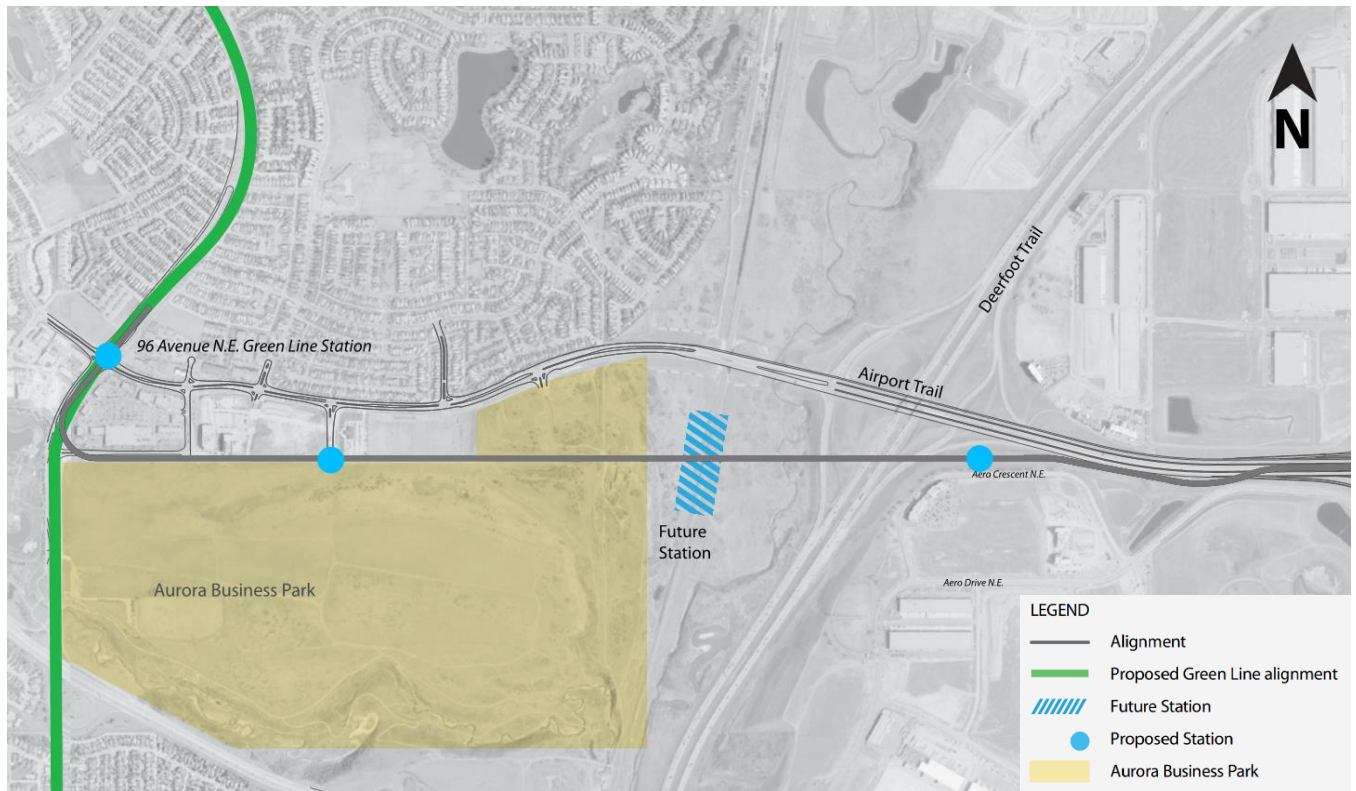 N
Deerfoot Trail
96 Avenue N.E. Green Line Station
Airport Trail
Aero Crescent N.E.
Future
Station
Aurora Business Park
Aero Drive N.E.
LEGEND
Alignment
Proposed Green Line alignment
Future Station
Proposed Station
Aurora Business Park